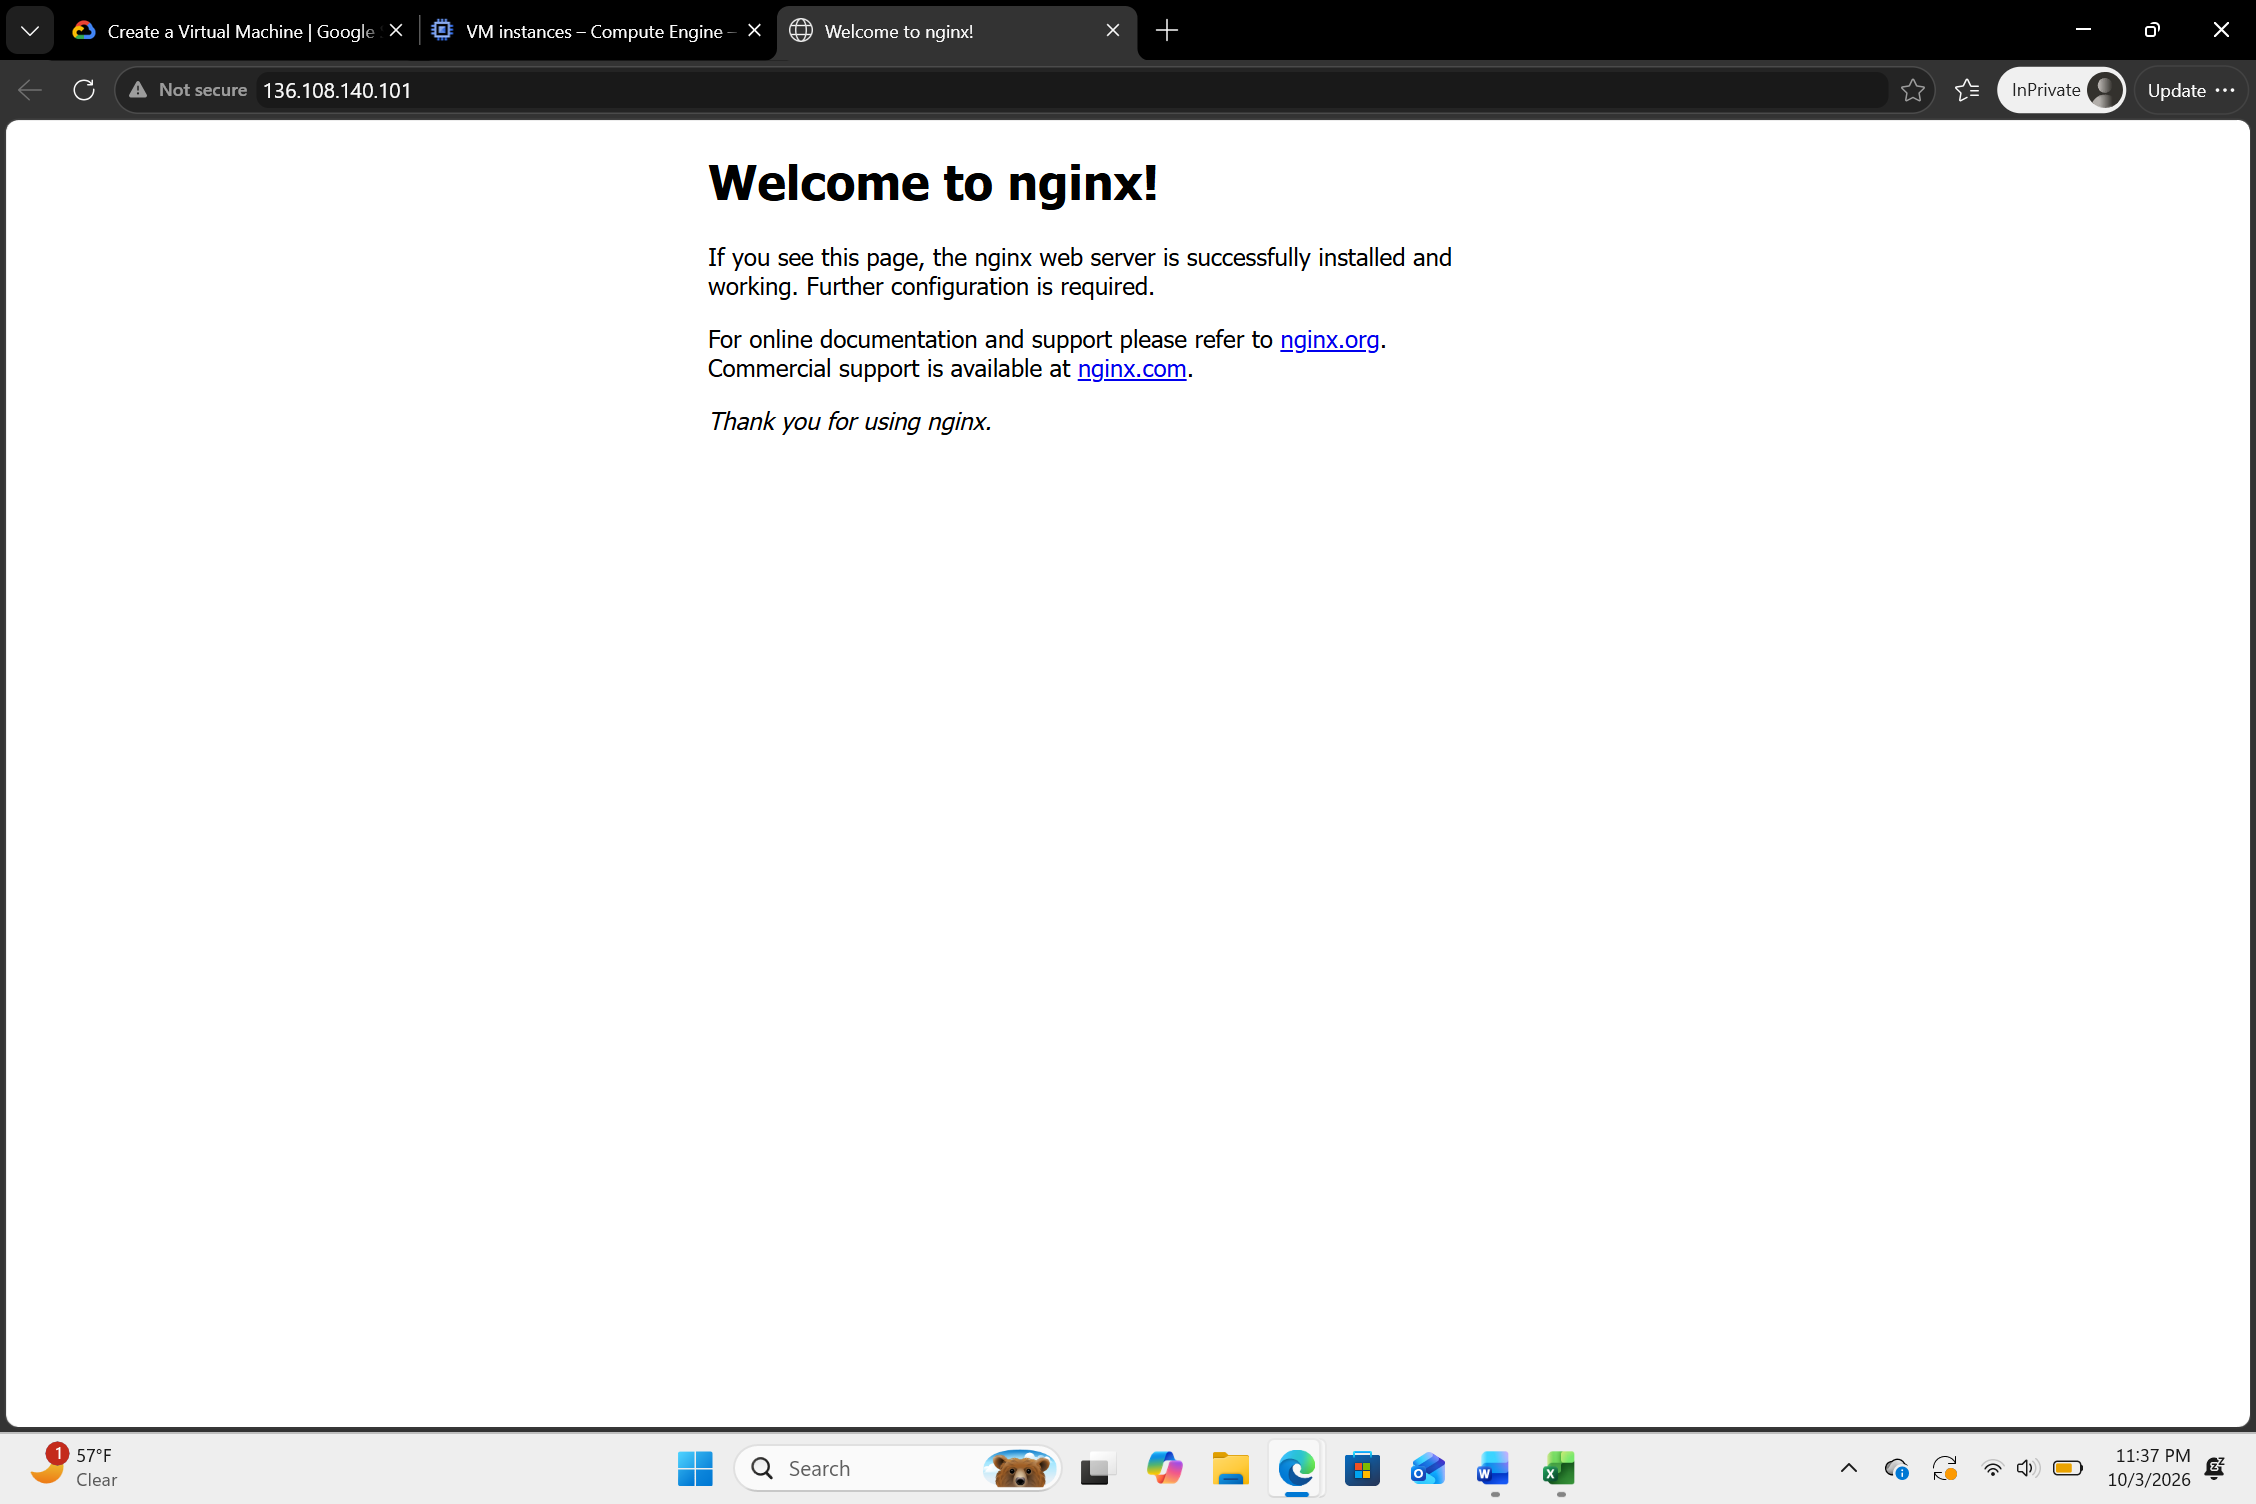 Create a Virtual Machine | Google
VM instances – Compute Engine –
Welcome to nginx!
Not secure 136.108.140.101
InPrivate
Update
Welcome to nginx!
If you see this page, the nginx web server is successfully installed and
working. Further configuration is required.
For online documentation and support please refer to nginx.org.
Commercial support is available at nginx.com.
Thank you for using nginx.
1
57°F
Clear
Search
11:37 PM
10/3/2026